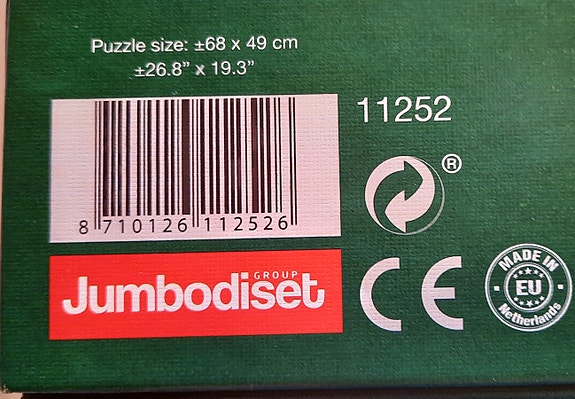 Puzzle size: ±68 x 49 cm
±26.8” x 19.3”
11252
®
8 710126 112526
GROUP
Jumbodiset
CE
MADE IN
EU
Netherlands